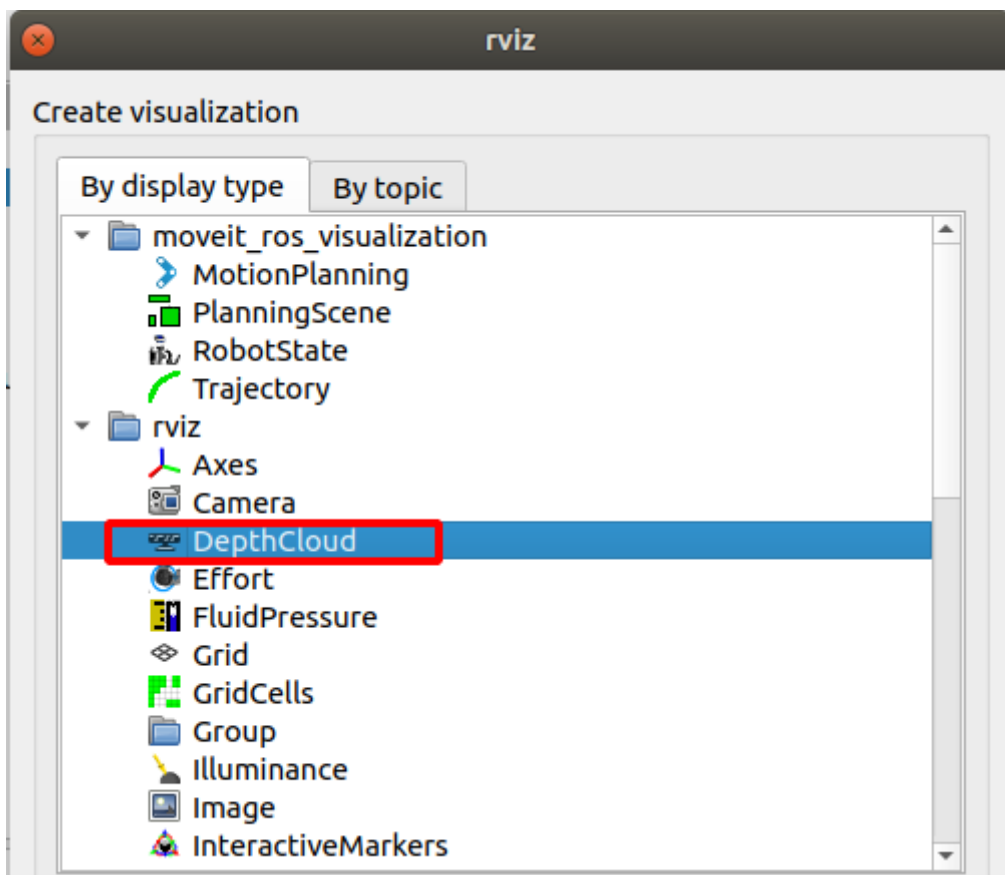 rviz
Create visualization
By display type By topic
moveit_ros_visualization
MotionPlanning
PlanningScene
RobotState
Trajectory
rviz
Axes
Camera
DepthCloud
Effort
FluidPressure
Grid
GridCells
Group
Illuminance
Image
InteractiveMarkers